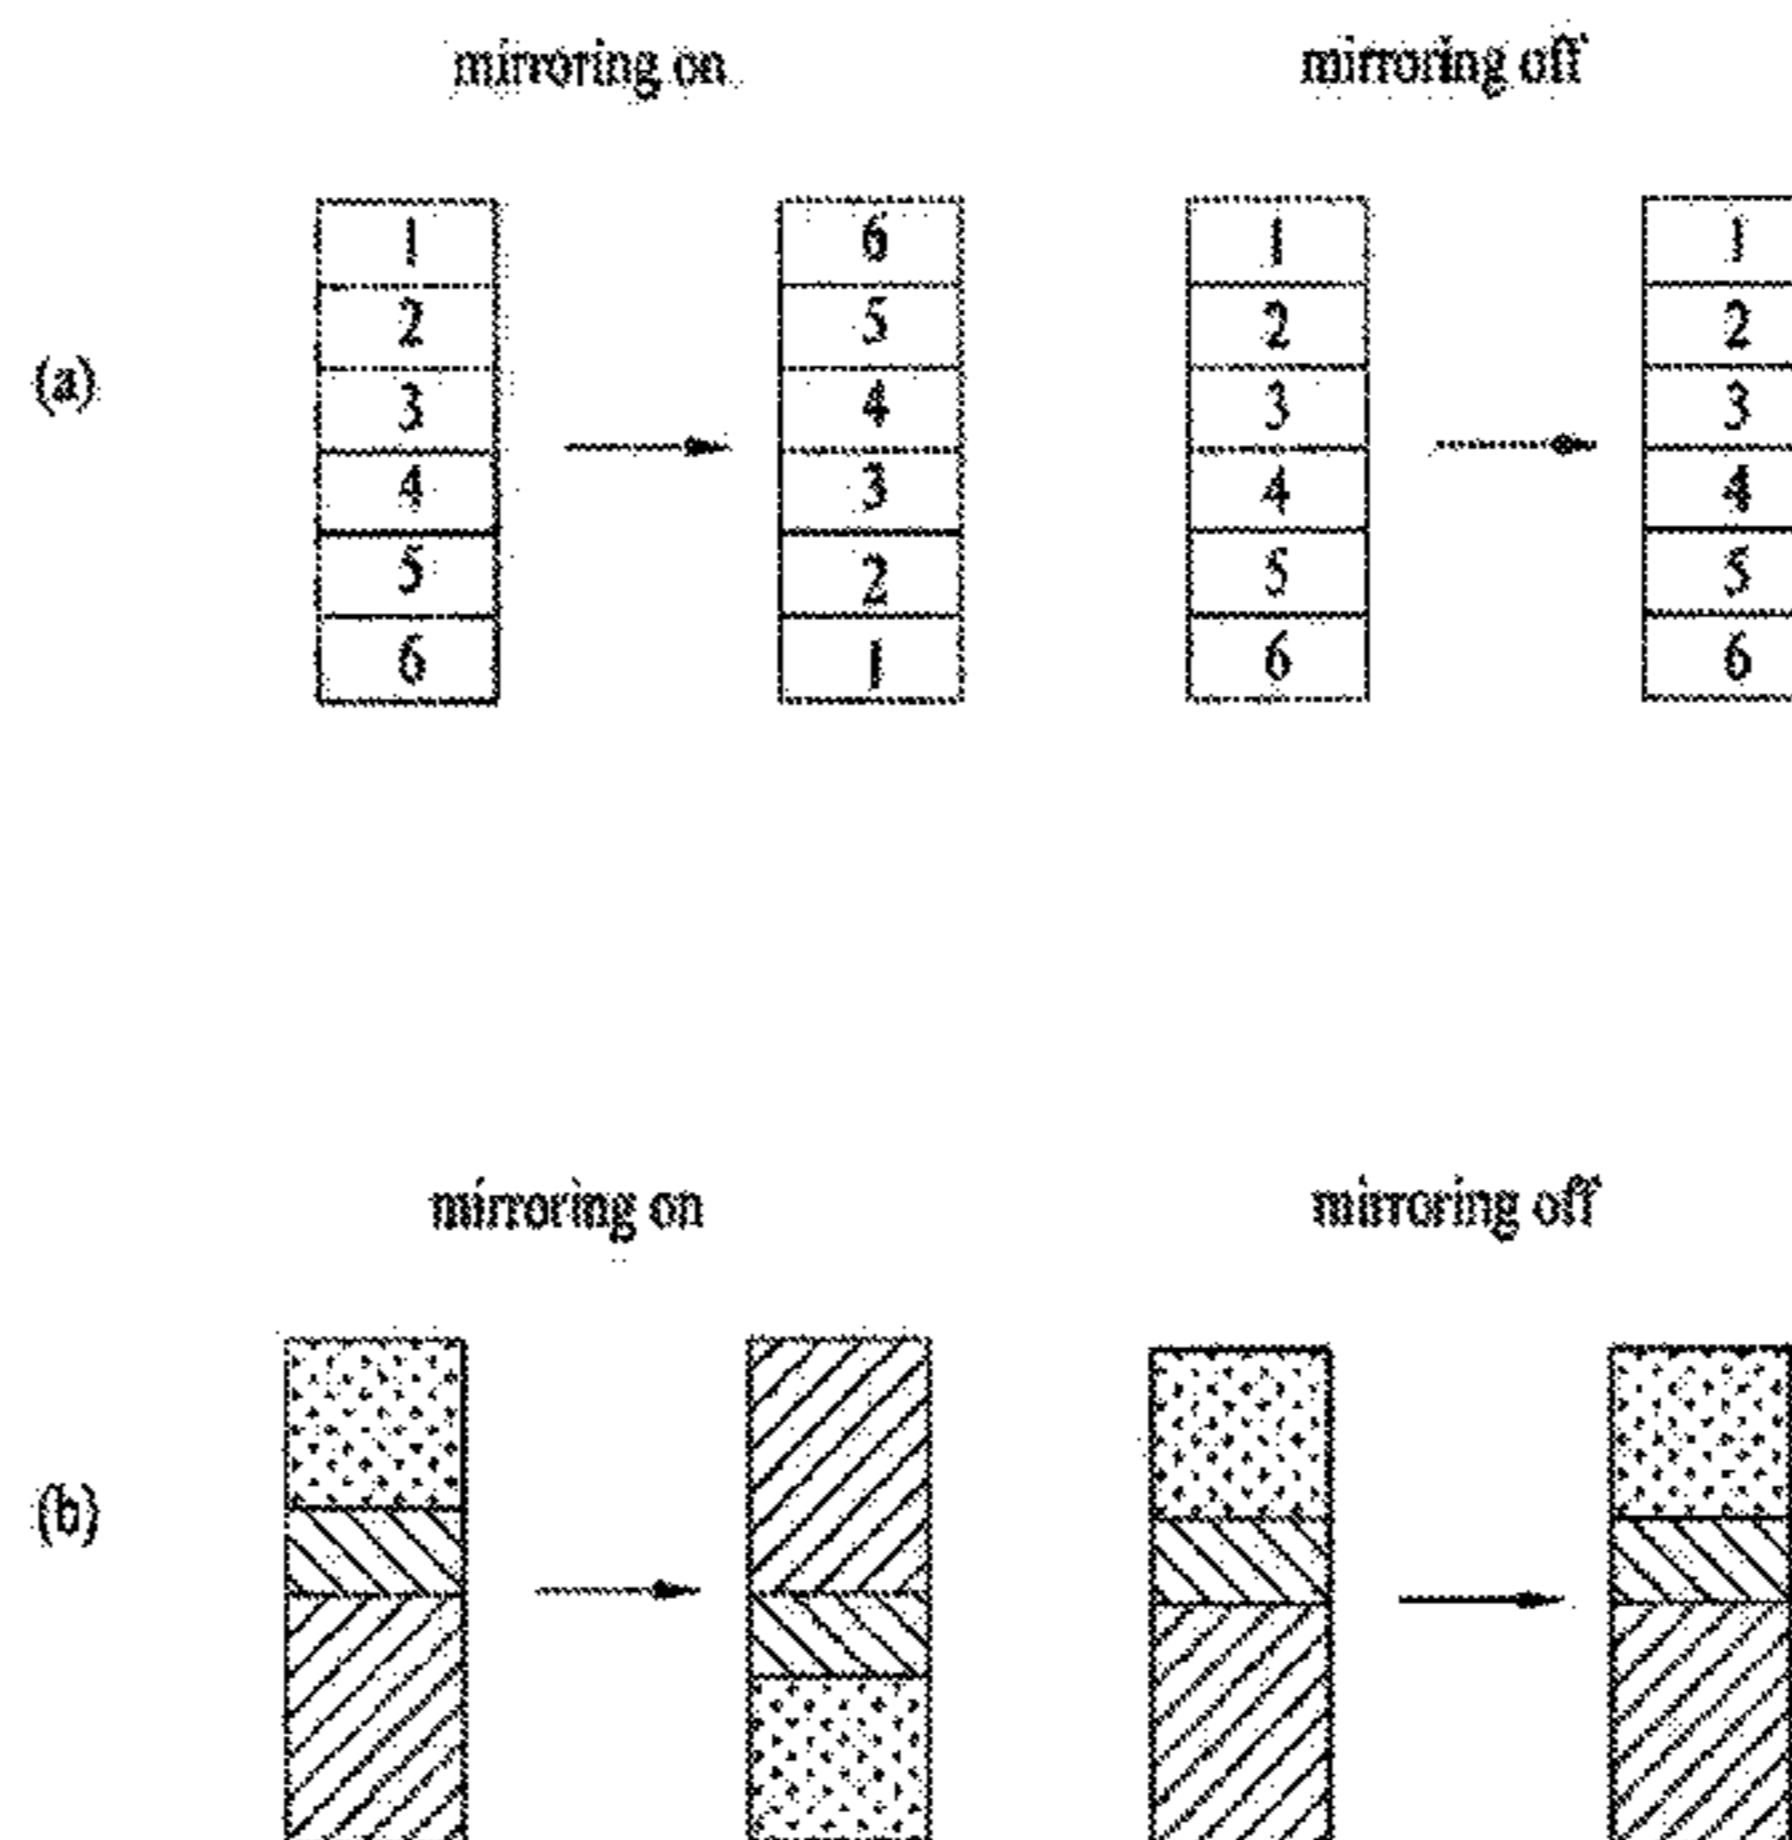 mirroring on mirroring off
1 6 1 1
2 5 2 2
(a)
3 4 3 3
4 3 4 4
5 2 5 5
6 1 6 6
mirroring on mirroring off
(b)